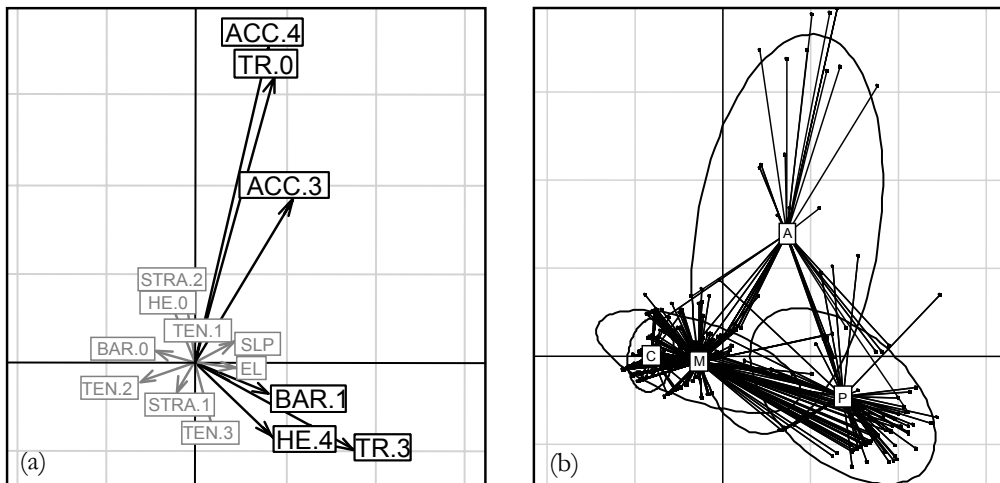 ACC.4
TR.0
ACC.3
STRA.2
HE.0
TEN.1
BAR.0
SLP
EL
TEN.2
STRA.1
BAR.1
TEN.3
HE.4
TR.3
(a)
A
C
M
P
(b)